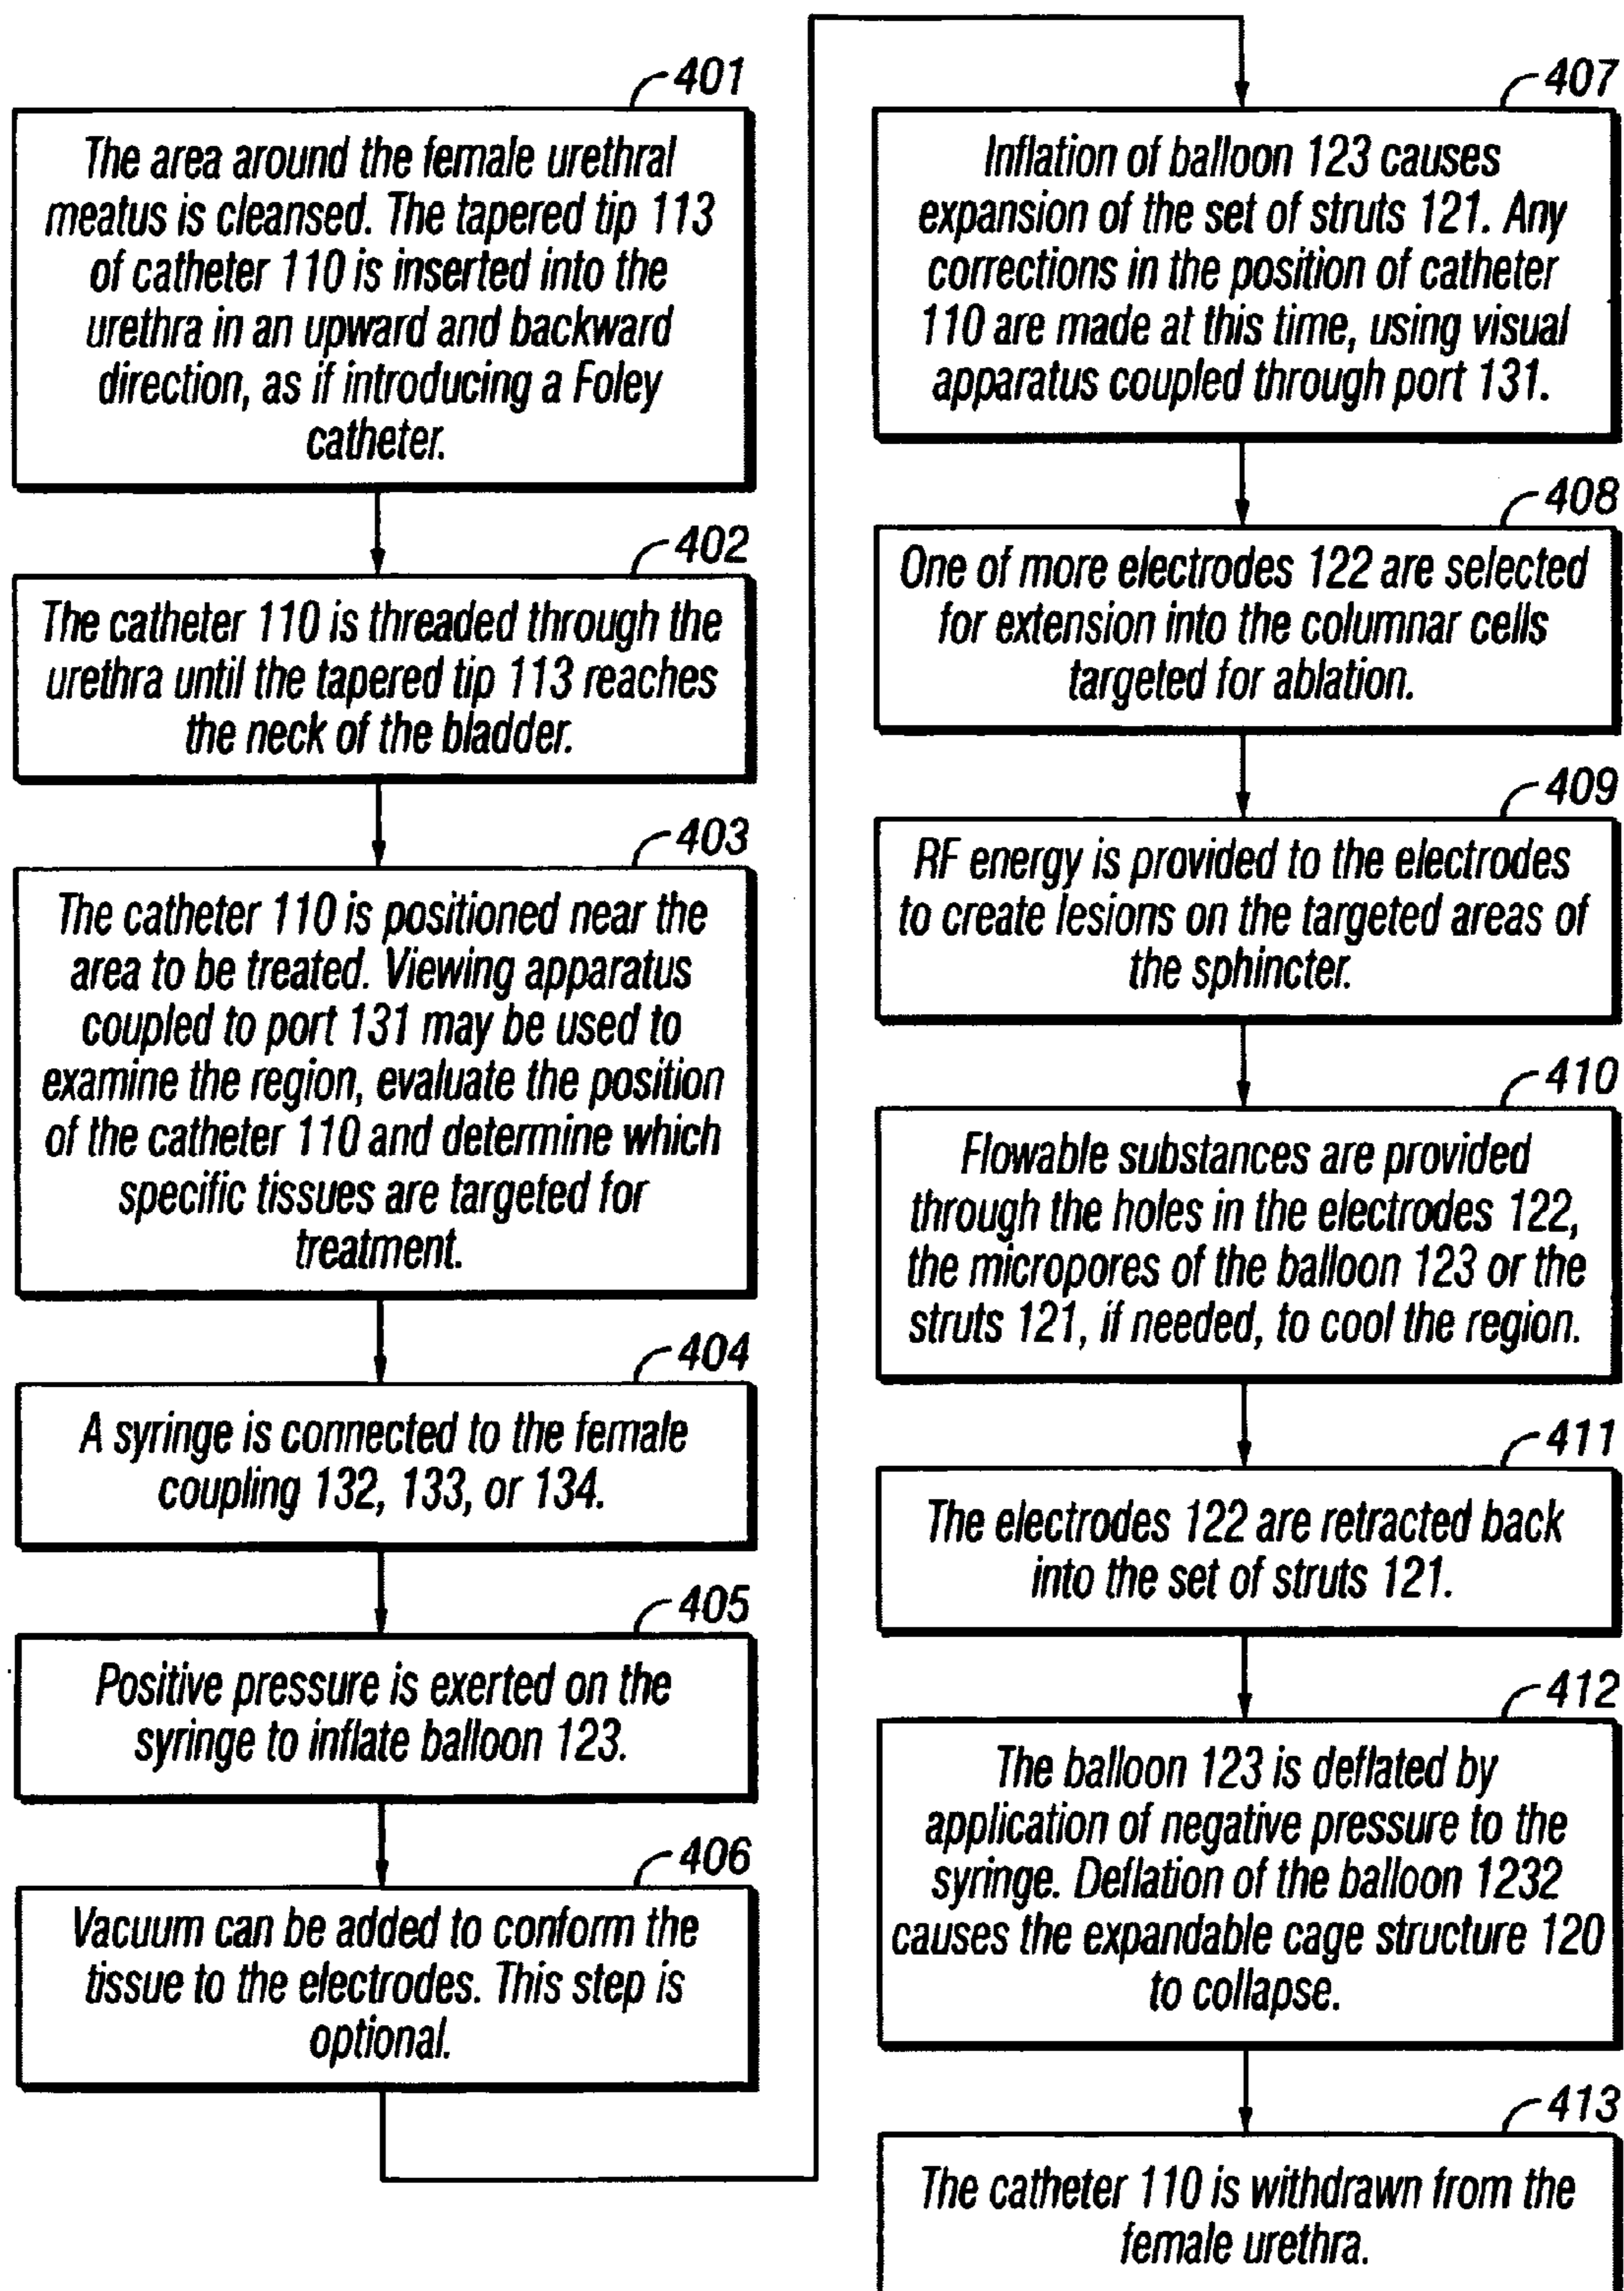 401
The area around the female urethral
meatus is cleansed. The tapered tip 113
of catheter 110 is inserted into the
urethra in an upward and backward
direction, as if introducing a Foley
catheter.
402
The catheter 110 is threaded through the
urethra until the tapered tip 113 reaches
the neck of the bladder.
403
The catheter 110 is positioned near the
area to be treated. Viewing apparatus
coupled to port 131 may be used to
examine the region, evaluate the position
of the catheter 110 and determine which
specific tissues are targeted for
treatment.
404
A syringe is connected to the female
coupling 132, 133, or 134.
405
Positive pressure is exerted on the
syringe to inflate balloon 123.
406
Vacuum can be added to conform the
tissue to the electrodes. This step is
optional.
407
Inflation of balloon 123 causes
expansion of the set of struts 121. Any
corrections in the position of catheter
110 are made at this time, using visual
apparatus coupled through port 131.
408
One of more electrodes 122 are selected
for extension into the columnar cells
targeted for ablation.
409
RF energy is provided to the electrodes
to create lesions on the targeted areas of
the sphincter.
410
Flowable substances are provided
through the holes in the electrodes 122,
the micropores of the balloon 123 or the
struts 121, if needed, to cool the region.
411
The electrodes 122 are retracted back
into the set of struts 121.
412
The balloon 123 is deflated by
application of negative pressure to the
syringe. Deflation of the balloon 1232
causes the expandable cage structure 120
to collapse.
413
The catheter 110 is withdrawn from the
female urethra.